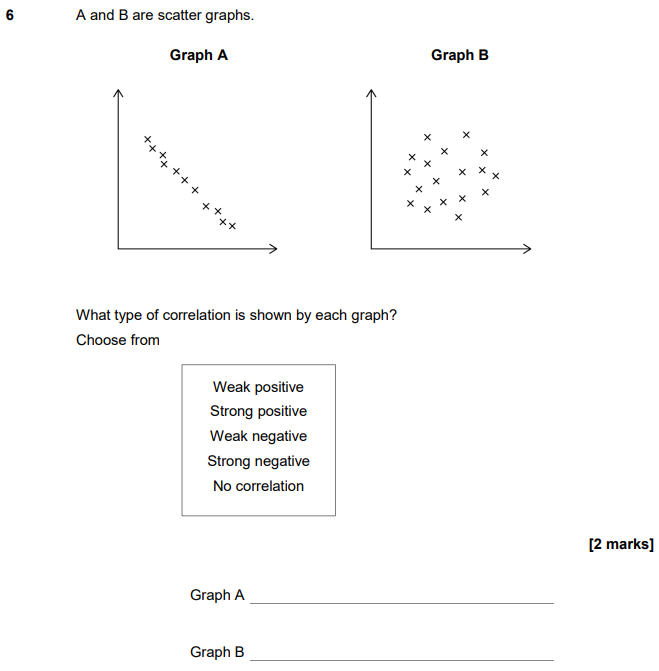 6 A and B are scatter graphs.
Graph A Graph B
What type of correlation is shown by each graph?
Choose from
Weak positive
Strong positive
Weak negative
Strong negative
No correlation
[2 marks]
Graph A
Graph B